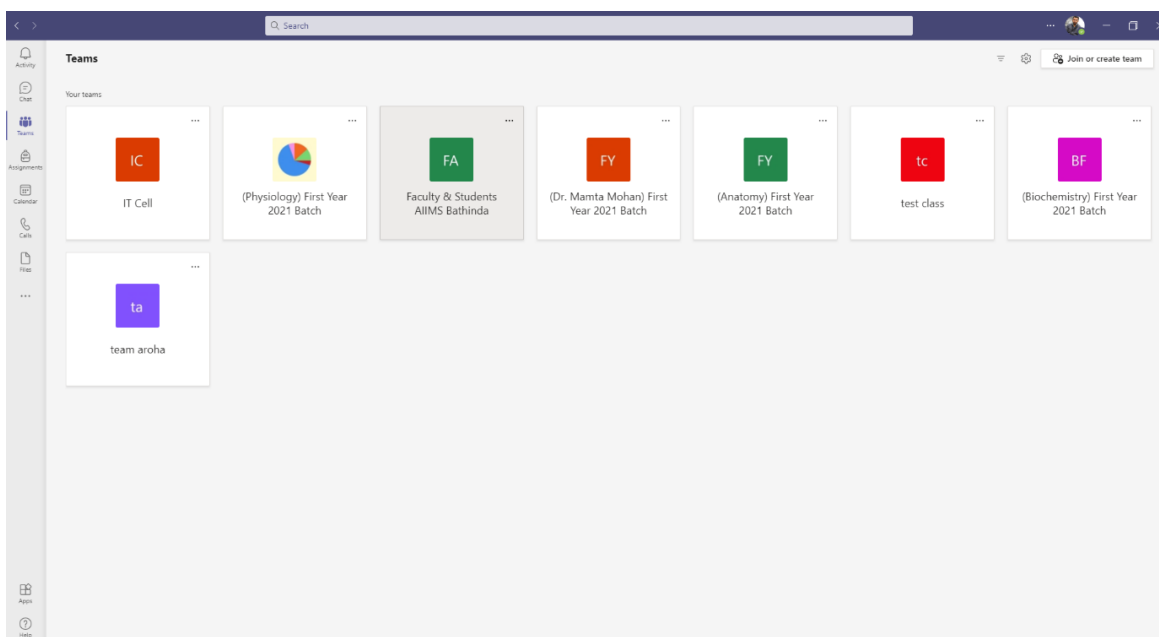 Search
Activity
Chat
Teams
Assignments
Calendar
Calls
Files
Apps
Help
Teams
Join or create team
Your teams
IC
IT Cell
(Physiology) First Year
2021 Batch
FA
Faculty & Students
AIIMS Bathinda
FY
(Dr. Mamta Mohan) First
Year 2021 Batch
FY
(Anatomy) First Year
2021 Batch
tc
test class
BF
(Biochemistry) First Year
2021 Batch
ta
team aroha